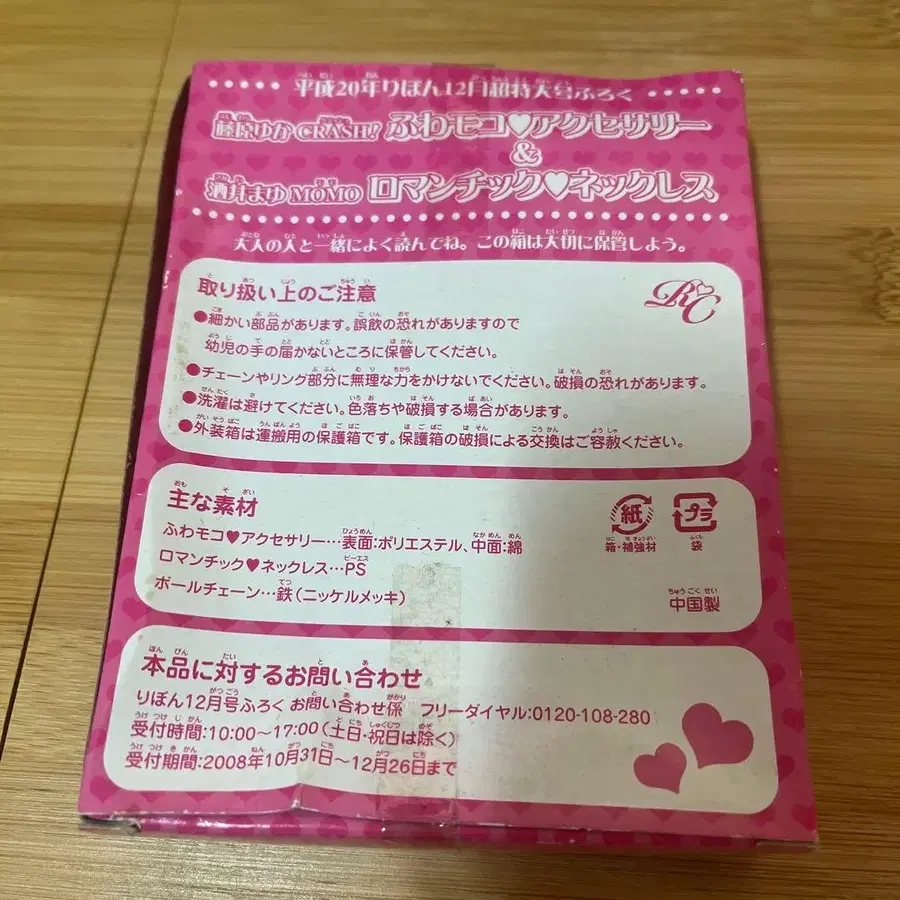 平成20年りぼん12月超特大号ふろく
藤原ゆか CRASH! ふわモコ♥アクセサリー
&
酒井まゆ MOMO ロマンチック♥ネックレス
大人の人と一緒によく読んでね。この箱は大切に保管しよう。
取り扱い上のご注意
RC
●細かい部品があります。誤飲の恐れがありますので
幼児の手の届かないところに保管してください。
●チェーンやリング部分に無理な力をかけないでください。破損の恐れがあります。
●洗濯は避けてください。色落ちや破損する場合があります。
●外装箱は運搬用の保護箱です。保護箱の破損による交換はご容赦ください。
主な素材
ふわモコ♥アクセサリー…表面:ポリエステル、中面:綿
ロマンチック♥ネックレス…PS
ボールチェーン…鉄(ニッケルメッキ)
紙
箱・補強材
プラ
袋
中国製
本品に対するお問い合わせ
りぼん12月号ふろく お問い合わせ係 フリーダイヤル:0120-108-280
受付時間:10:00~17:00(土日・祝日は除く)
受付期間:2008年10月31日~12月26日まで